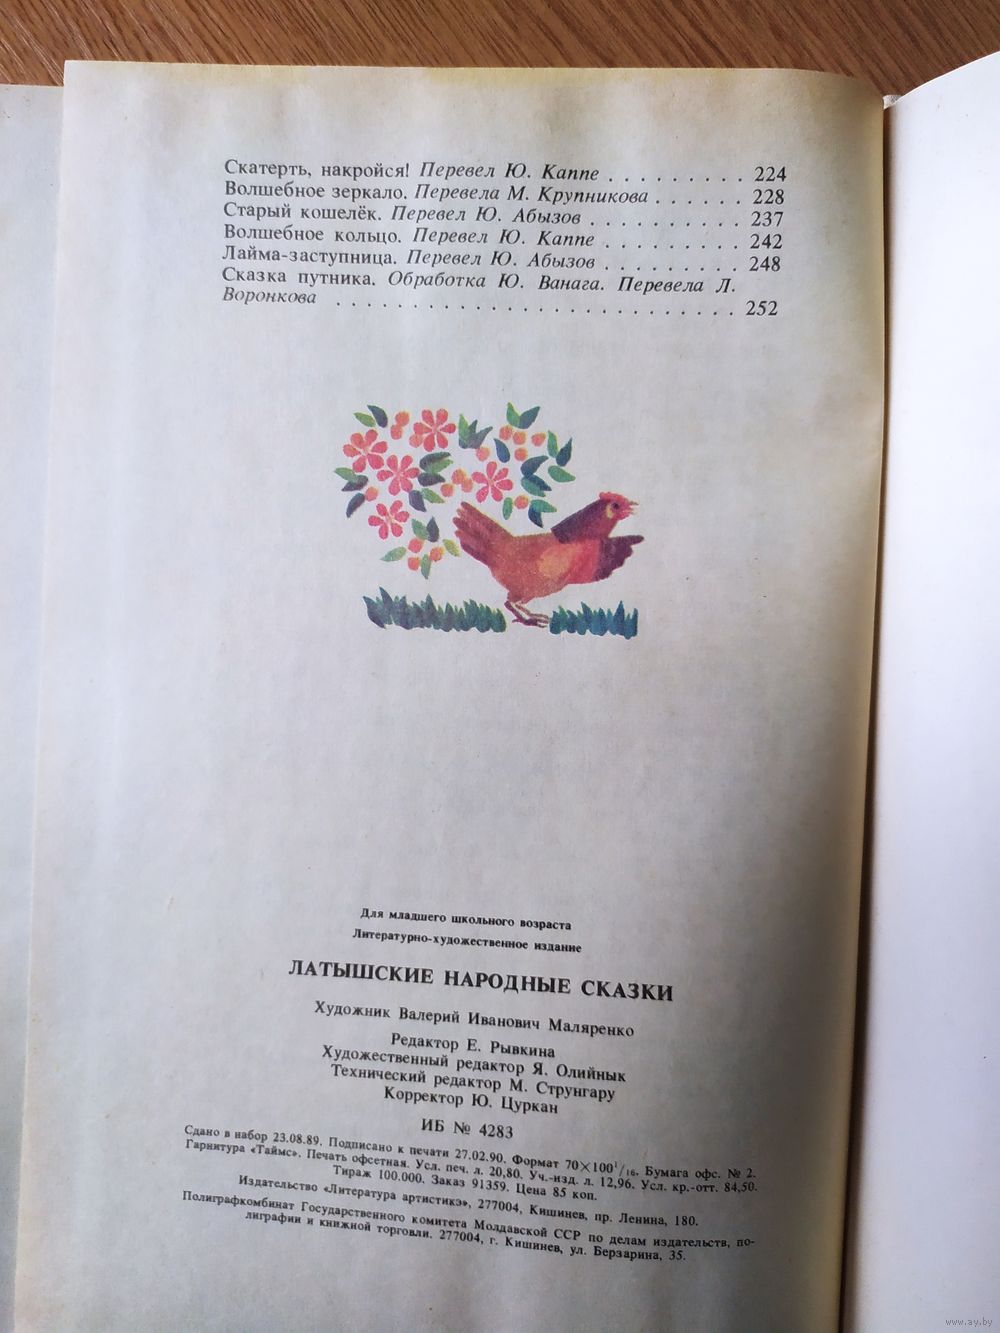 Скатерть, накройся! Перевел Ю. Каппе . . . . . . . . . 224
Волшебное зеркало. Перевела М. Крупникова . . . . . . 228
Старый кошелёк. Перевел Ю. Абызов . . . . . . . . . . 237
Волшебное кольцо. Перевел Ю. Каппе . . . . . . . . . 242
Лайма-заступница. Перевел Ю. Абызов . . . . . . . . . 248
Сказка путника. Обработка Ю. Ванага. Перевела Л.
Воронкова . . . . . . . . . . . . . . . . . . . . . . . . . . 252
Для младшего школьного возраста
Литературно-художественное издание
ЛАТЫШСКИЕ НАРОДНЫЕ СКАЗКИ
Художник Валерий Иванович Маляренко
Редактор Е. Рывкина
Художественный редактор Я. Олийнык
Технический редактор М. Струнгару
Корректор Ю. Цуркан
ИБ № 4283
Сдано в набор 23.08.89. Подписано к печати 27.02.90. Формат 70×100¹/₁₆. Бумага офс. № 2.
Гарнитура «Таймс». Печать офсетная. Усл. печ. л. 20,80. Уч.-изд. л. 12,96. Усл. кр.-отт. 84,50.
Тираж 100.000. Заказ 91359. Цена 85 коп.
Издательство «Литература артистикэ», 277004, Кишинев, пр. Ленина, 180.
Полиграфкомбинат Государственного комитета Молдавской ССР по делам издательств, по-
лиграфии и книжной торговли. 277004, г. Кишинев, ул. Берзарина, 35.
www.ay.by